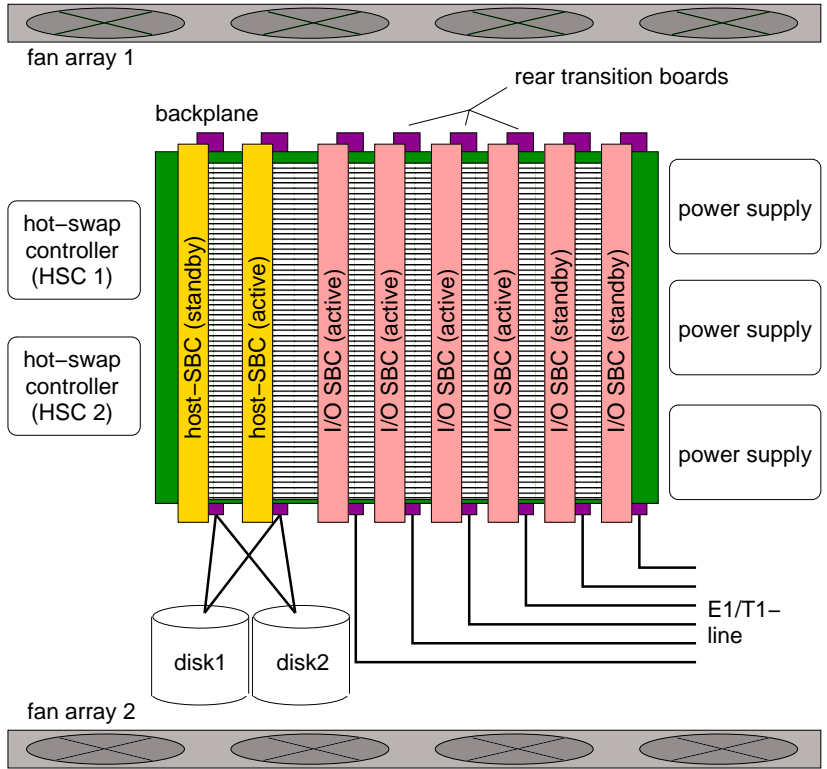 fan array 1
rear transition boards
backplane
hot−swap
controller
(HSC 1)
hot−swap
controller
(HSC 2)
host−SBC (standby)
host−SBC (active)
I/O SBC (active)
I/O SBC (active)
I/O SBC (active)
I/O SBC (active)
I/O SBC (standby)
I/O SBC (standby)
power supply
power supply
power supply
disk1
disk2
E1/T1−
line
fan array 2